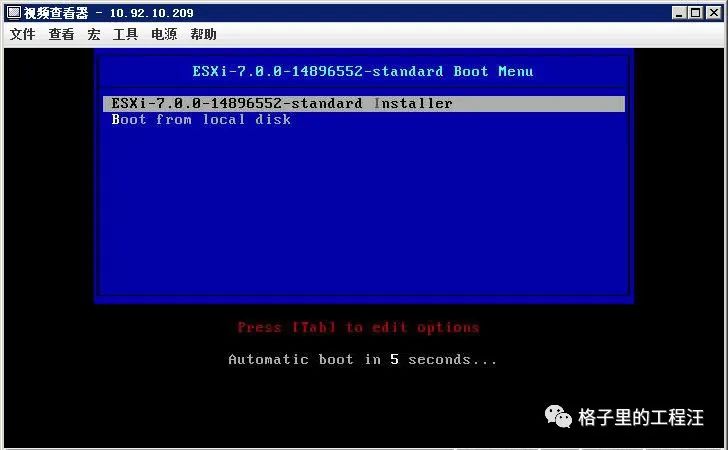 视频查看器 - 10.92.10.209
文件 查看 宏 工具 电源 帮助
ESXi-7.0.0-14896552-standard Boot Menu
ESXi-7.0.0-14896552-standard Installer
Boot from local disk
Press [Tab] to edit options
Automatic boot in 5 seconds...
格子里的工程汪